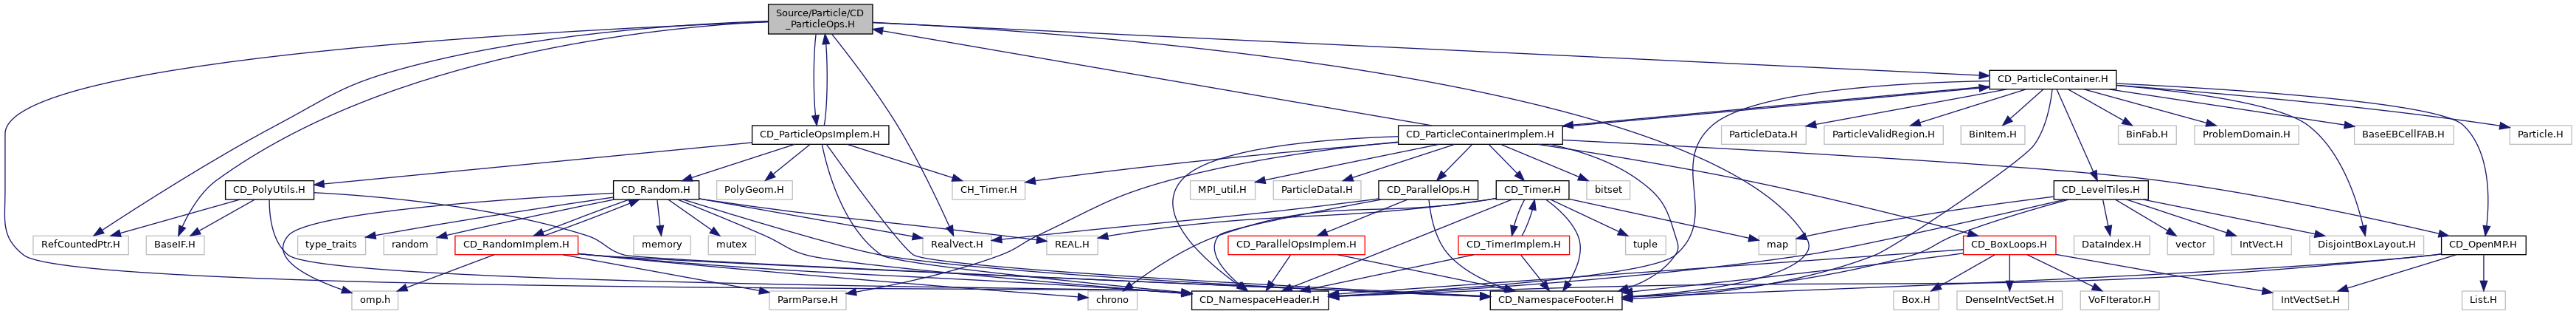 Source/Particle/CD
_ParticleOps.H
CD_ParticleContainer.H
CD_ParticleOpsImplem.H
CD_ParticleContainerImplem.H
ParticleData.H
ParticleValidRegion.H
BinItem.H
BinFab.H
ProblemDomain.H
BaseEBCellFAB.H
Particle.H
CD_PolyUtils.H
CD_Random.H
PolyGeom.H
CH_Timer.H
MPI_util.H
ParticleDataI.H
CD_ParallelOps.H
CD_Timer.H
bitset
CD_LevelTiles.H
RefCountedPtr.H
BaseIF.H
type_traits
random
CD_RandomImplem.H
memory
mutex
RealVect.H
REAL.H
CD_ParallelOpsImplem.H
CD_TimerImplem.H
tuple
map
CD_BoxLoops.H
DataIndex.H
vector
IntVect.H
DisjointBoxLayout.H
CD_OpenMP.H
omp.h
ParmParse.H
chrono
CD_NamespaceHeader.H
CD_NamespaceFooter.H
Box.H
DenseIntVectSet.H
VoFIterator.H
IntVectSet.H
List.H